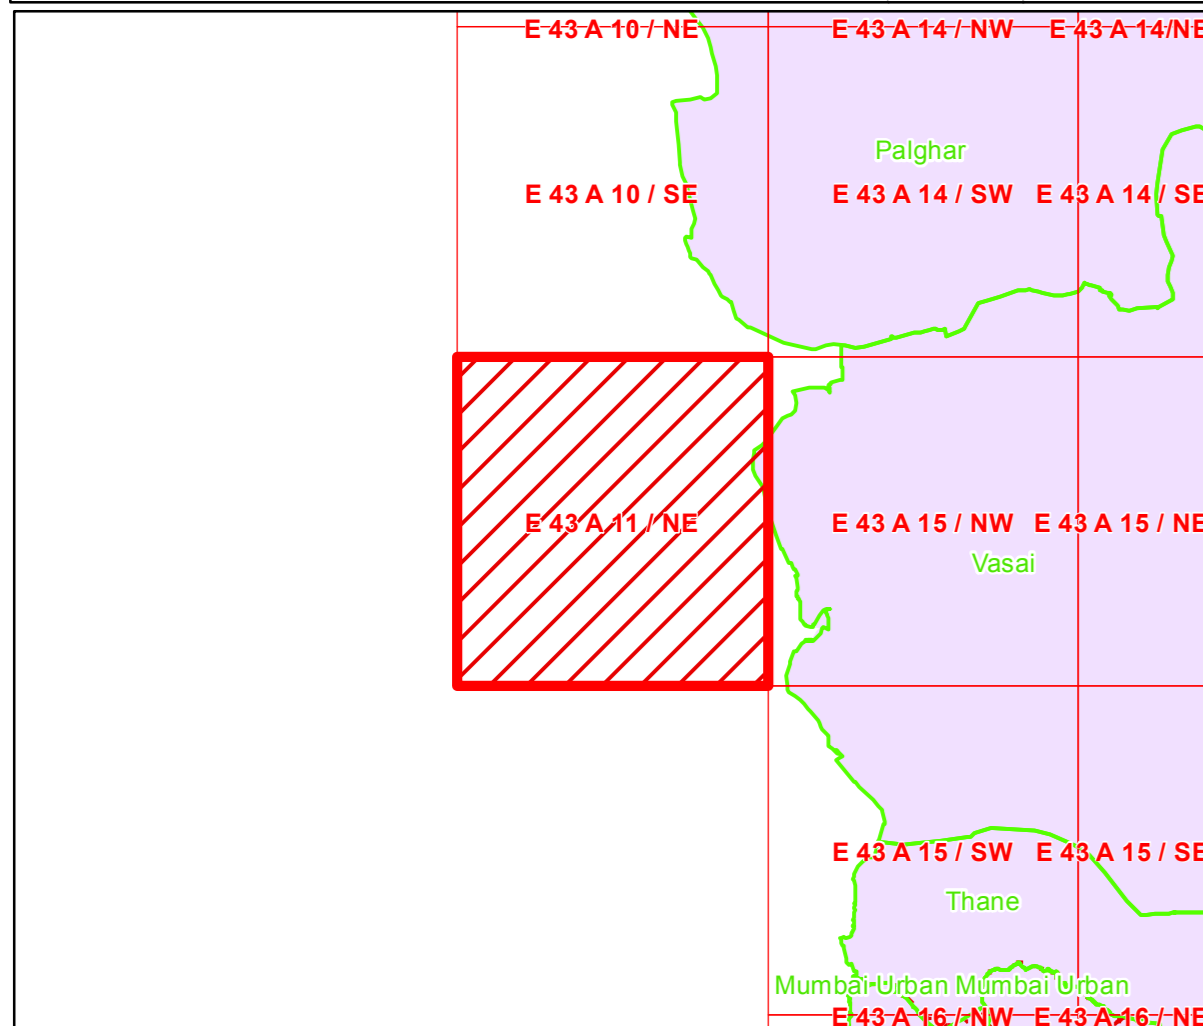 E 43 A 10 / NE E 43 A 14 / NW E 43 A 14/NE
Palghar
E 43 A 10 / SE E 43 A 14 / SW E 43 A 14 / SE
E 43 A 11 / NE E 43 A 15 / NW E 43 A 15 / NE
Vasai
E 43 A 15 / SW E 43 A 15 / SE
Thane
Mumbai Urban Mumbai Urban
E 43 A 16 / NW E 43 A 16 / NE